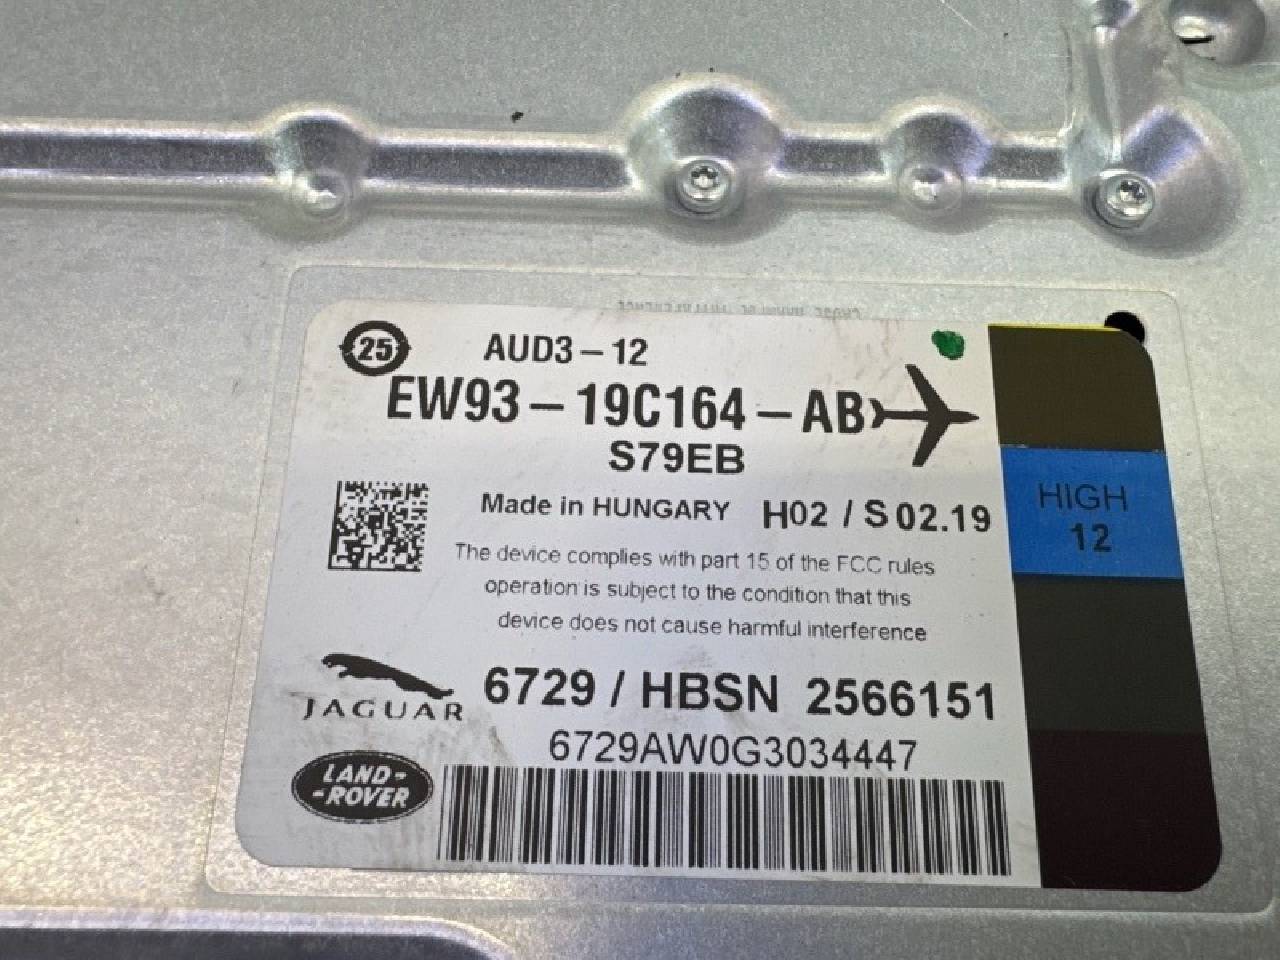 25
AUD3-12
EW93-19C164-AB
S79EB
HIGH
12
Made in HUNGARY H02 / S 02.19
The device complies with part 15 of the FCC rules
operation is subject to the condition that this
device does not cause harmful interference
JAGUAR
6729 / HBSN 2566151
6729AW0G3034447
LAND-
-ROVER